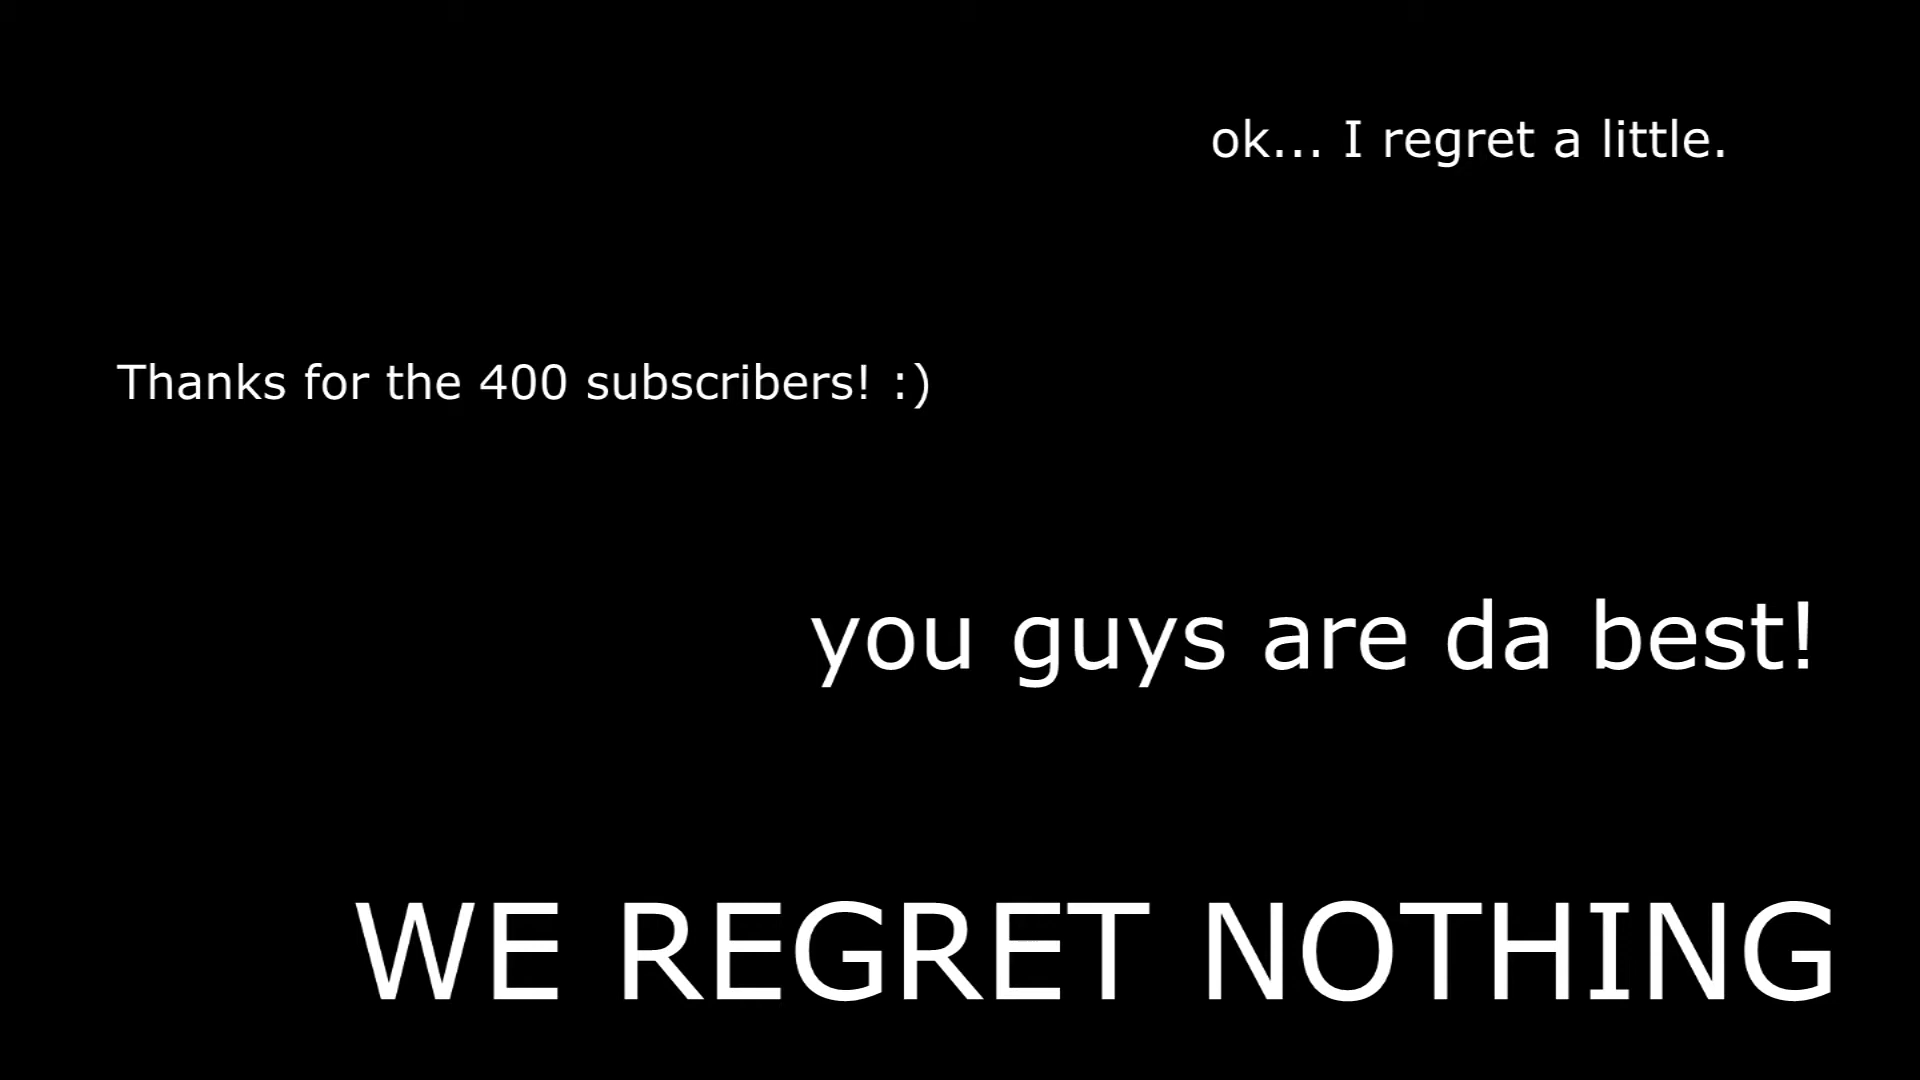 ok... I regret a little.
Thanks for the 400 subscribers! :)
you guys are da best!
WE REGRET NOTHING